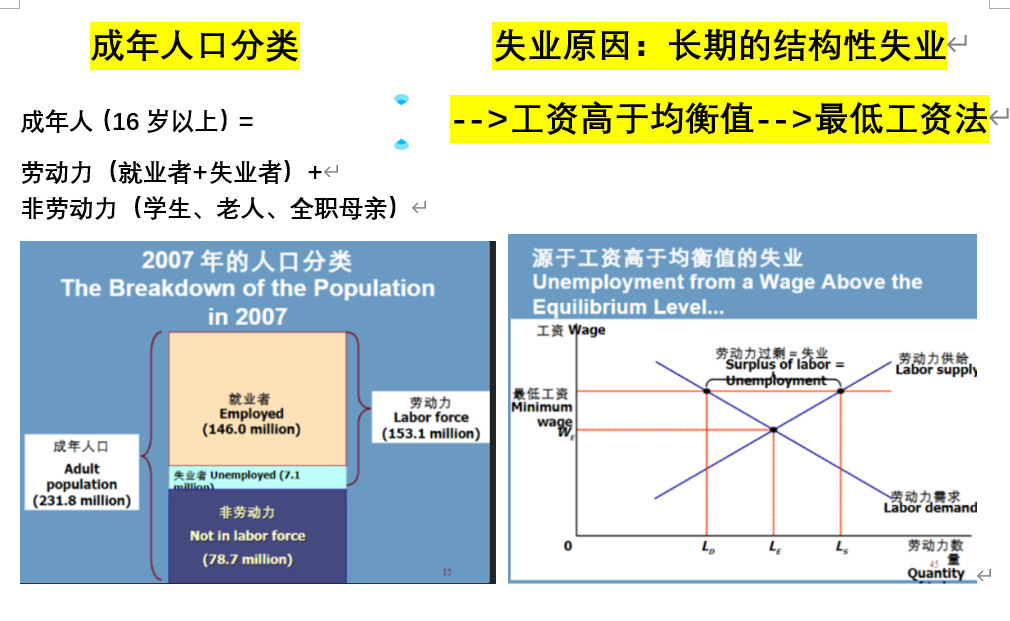 成年人口分类
成年人（16 岁以上）=
劳动力（就业者+失业者）+
非劳动力（学生、老人、全职母亲）
2007 年的人口分类
The Breakdown of the Population
in 2007
就业者
Employed
(146.0 million)
劳动力
Labor force
(153.1 million)
成年人口
Adult
population
(231.8 million)
失业者 Unemployed (7.1
million)
非劳动力
Not in labor force
(78.7 million)
15
失业原因：长期的结构性失业
-->工资高于均衡值-->最低工资法
源于工资高于均衡值的失业
Unemployment from a Wage Above the
Equilibrium Level...
工资 Wage
劳动力过剩 = 失业
Surplus of labor =
Unemployment
劳动力供给
Labor supply
最低工资
Minimum
wage
W_E
劳动力需求
Labor demand
0
L_D
L_E
L_S
劳动力数
量
45
Quantity